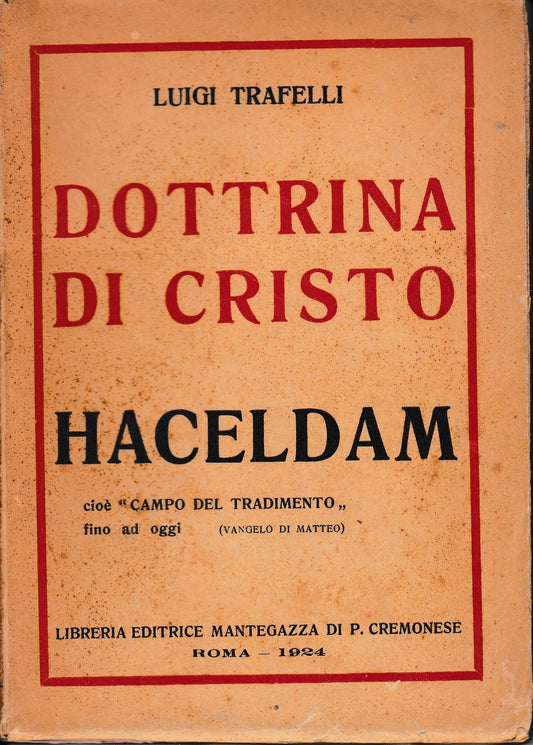 LUIGI TRAFELLI
DOTTRINA
DI CRISTO
HACELDAM
cioè "CAMPO DEL TRADIMENTO„
fino ad oggi (VANGELO DI MATTEO)
LIBRERIA EDITRICE MANTEGAZZA DI P. CREMONESE
ROMA - 1924